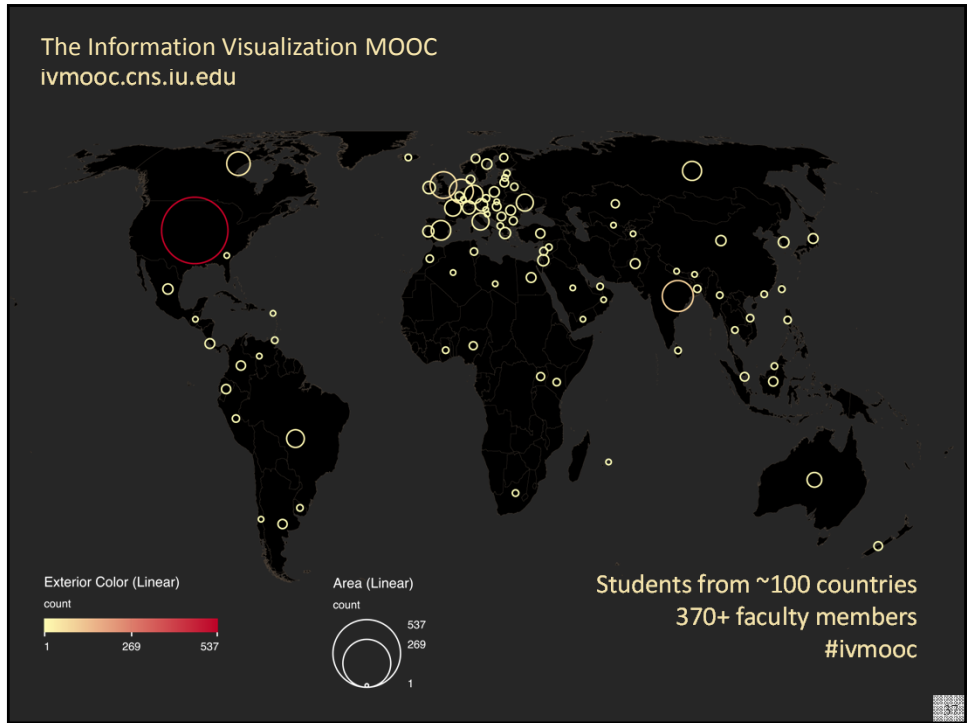 The Information Visualization MOOC
ivmooc.cns.iu.edu
Exterior Color (Linear)
count
1 269 537
Area (Linear)
count
537
269
1
Students from ~100 countries
370+ faculty members
#ivmooc
37